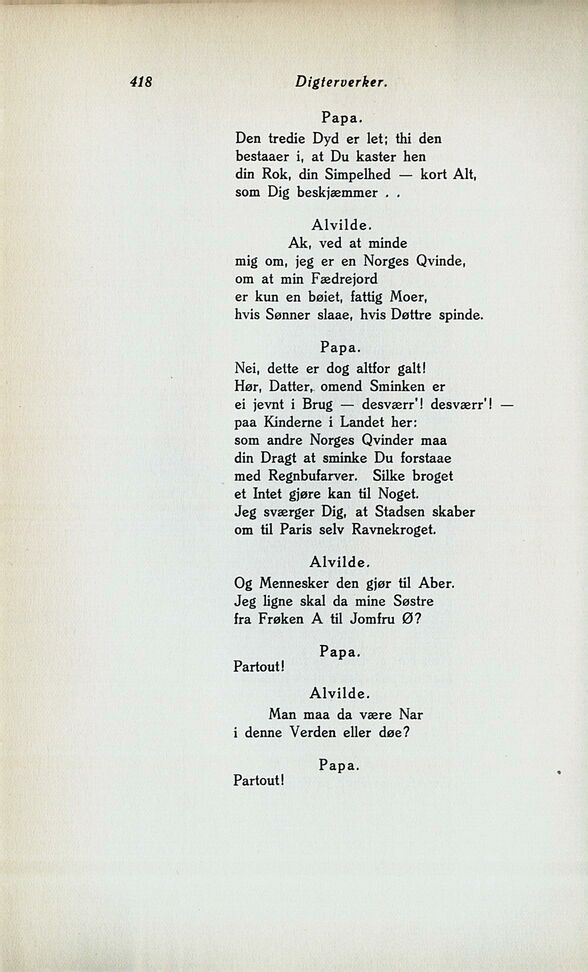 418
Digterverker.
Papa.
Den tredie Dyd er let; thi den
bestaaer i, at Du kaster hen
din Rok, din Simpelhed — kort Alt,
som Dig beskjæmmer . .
Alvilde.
Ak, ved at minde
mig om, jeg er en Norges Qvinde,
om at min Fædrejord
er kun en bøiet, fattig Moer,
hvis Sønner slaae, hvis Døttre spinde.
Papa.
Nei, dette er dog altfor galt!
Hør, Datter, omend Sminken er
ei jevnt i Brug — desværr'! desværr'! —
paa Kinderne i Landet her:
som andre Norges Qvinder maa
din Dragt at sminke Du forstaae
med Regnbufarver. Silke broget
et Intet gjøre kan til Noget.
Jeg sværger Dig, at Stadsen skaber
om til Paris selv Ravnekroget.
Alvilde.
Og Mennesker den gjør til Aber.
Jeg ligne skal da mine Søstre
fra Frøken A til Jomfru Ø?
Papa.
Partout!
Alvilde.
Man maa da være Nar
i denne Verden eller døe?
Papa.
Partout!